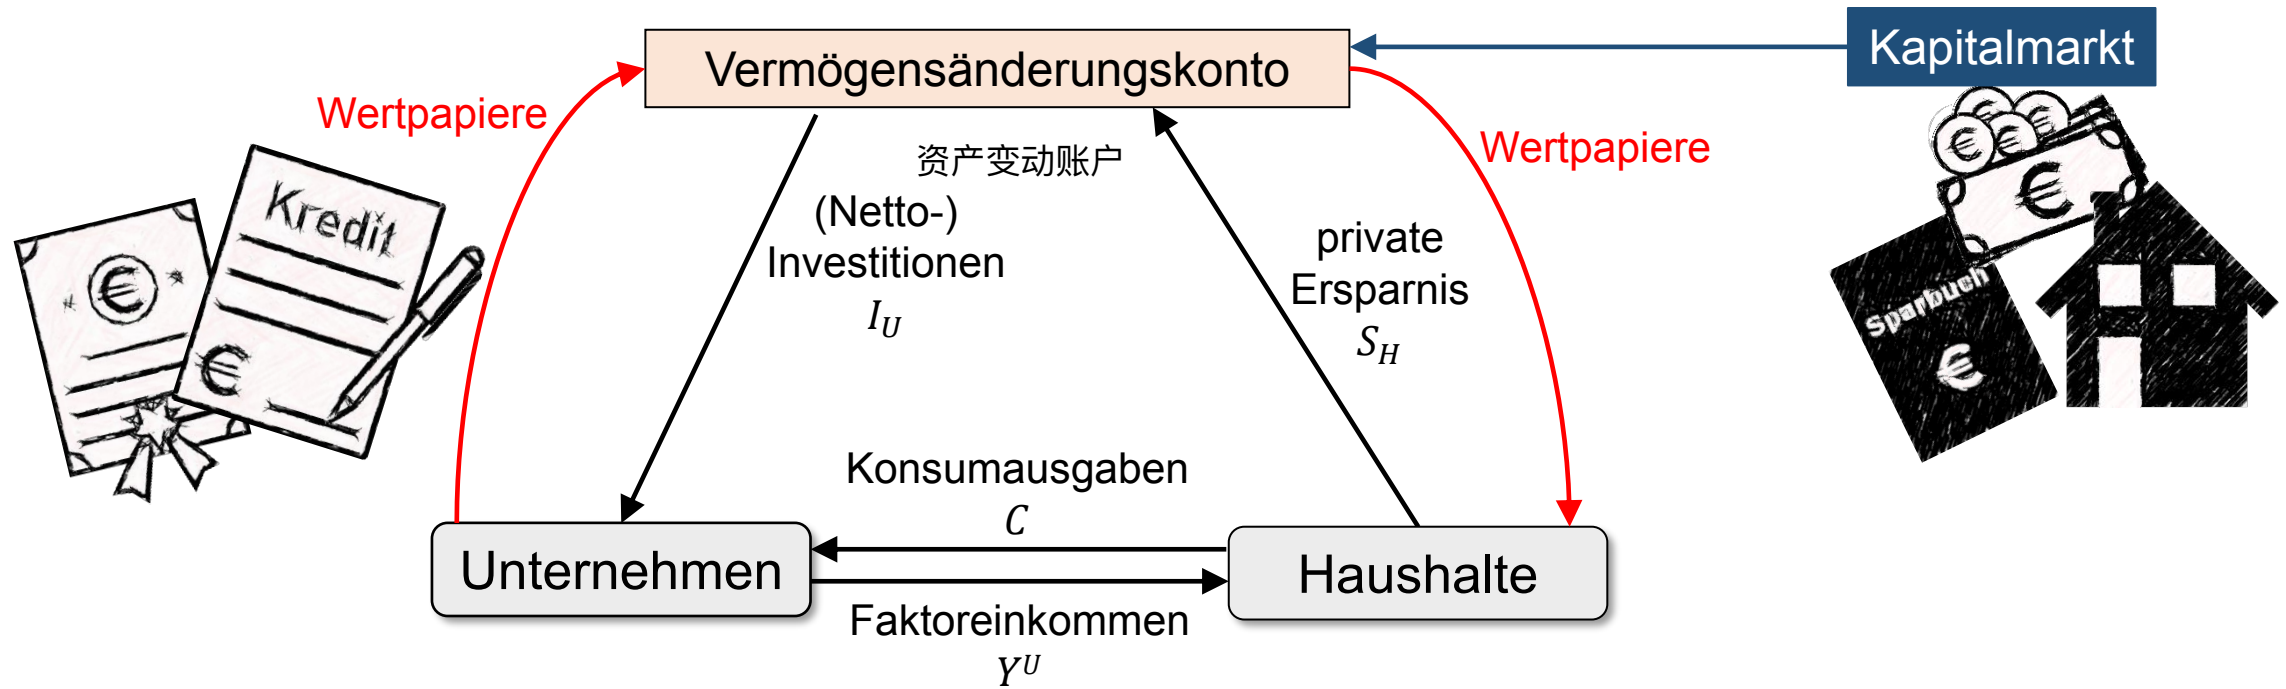 Vermögensänderungskonto
Kapitalmarkt
Wertpapiere
Wertpapiere
资产变动账户
(Netto-)
Investitionen
I_U
private
Ersparnis
S_H
Kredit
€
€
€
€
€
€
€
Sparbuch
€
Konsumausgaben
C
Unternehmen
Haushalte
Faktoreinkommen
Y^U